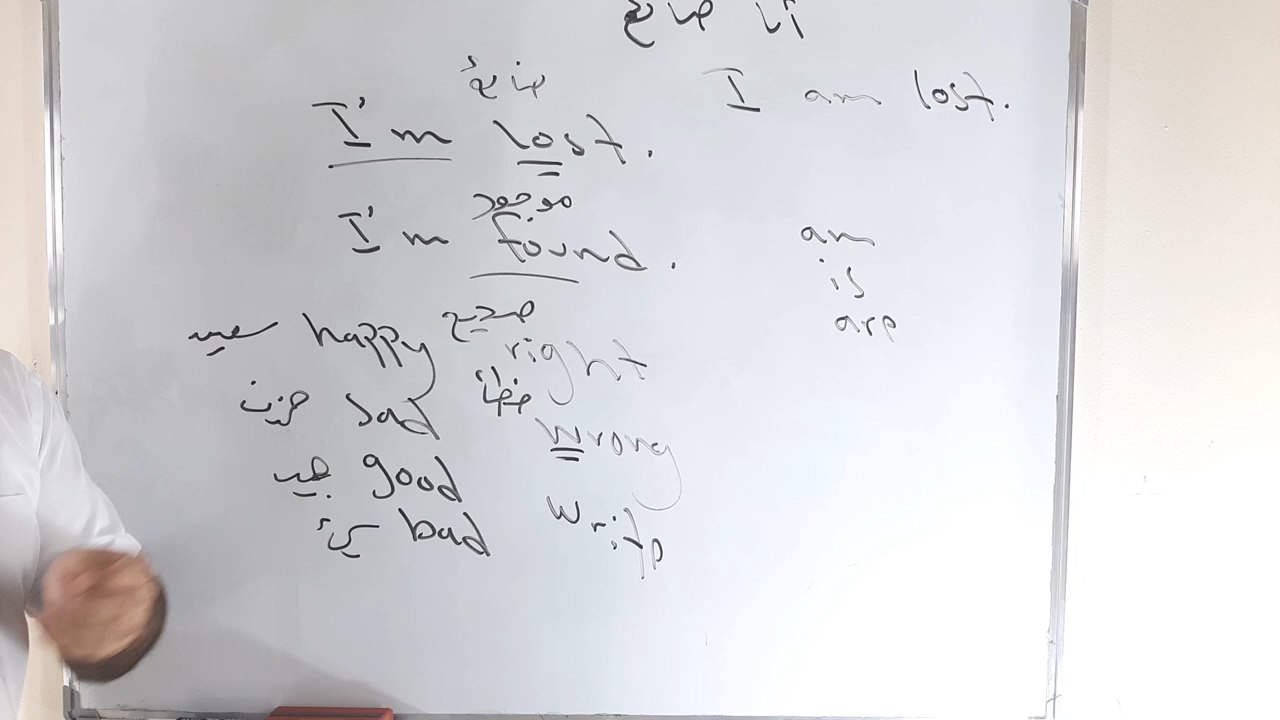 أنا ضائع
ضائع
I'm lost.
I am lost.
موجود
I'm found.
am
is
are
صحيح
happy سعيد
right
خطأ
sad حزين
wrong
good جيد
write
bad سيئ